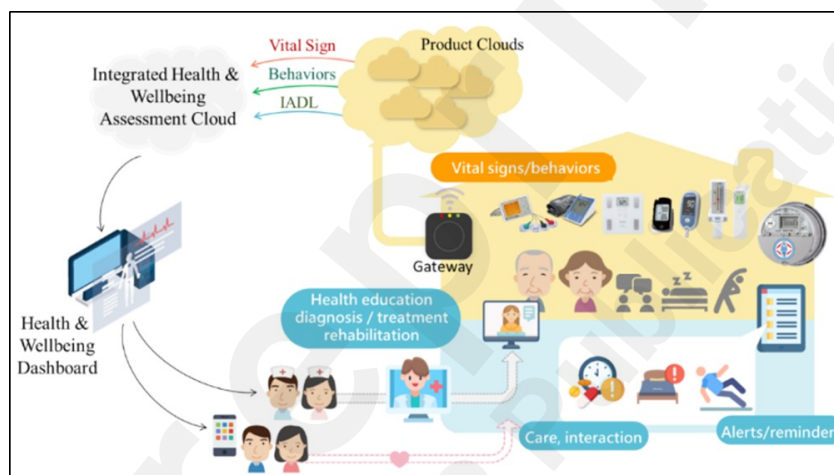 Vital Sign
Behaviors
IADL
Product Clouds
Integrated Health &
Wellbeing
Assessment Cloud
Vital signs/behaviors
Gateway
Health education
diagnosis / treatment
rehabilitation
Health &
Wellbeing
Dashboard
Care, interaction
Alerts/reminder